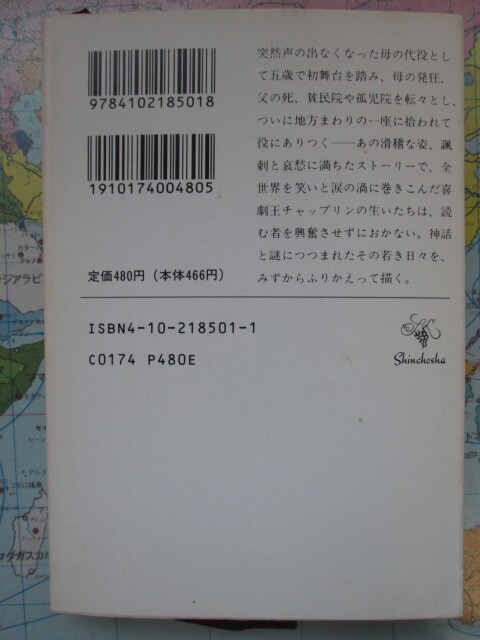 突然声の出なくなった母の代役とし
て五歳で初舞台を踏み、母の発狂、
父の死、貧民院や孤児院を転々とし、
ついに地方まわりの一座に拾われて
役にありつく──あの滑稽な姿、諷
刺と哀愁に満ちたストーリーで、全
世界を笑いと涙の渦に巻きこんだ喜
劇王チャップリンの生いたちは、読
む者を興奮させずにおかない。神話
と謎につつまれたその若き日々を、
みずからふりかえって描く。
9784102185018
1910174004805
定価480円（本体466円）
ISBN4-10-218501-1
C0174 P480E
Shinchosha
カタール
ジアラビ